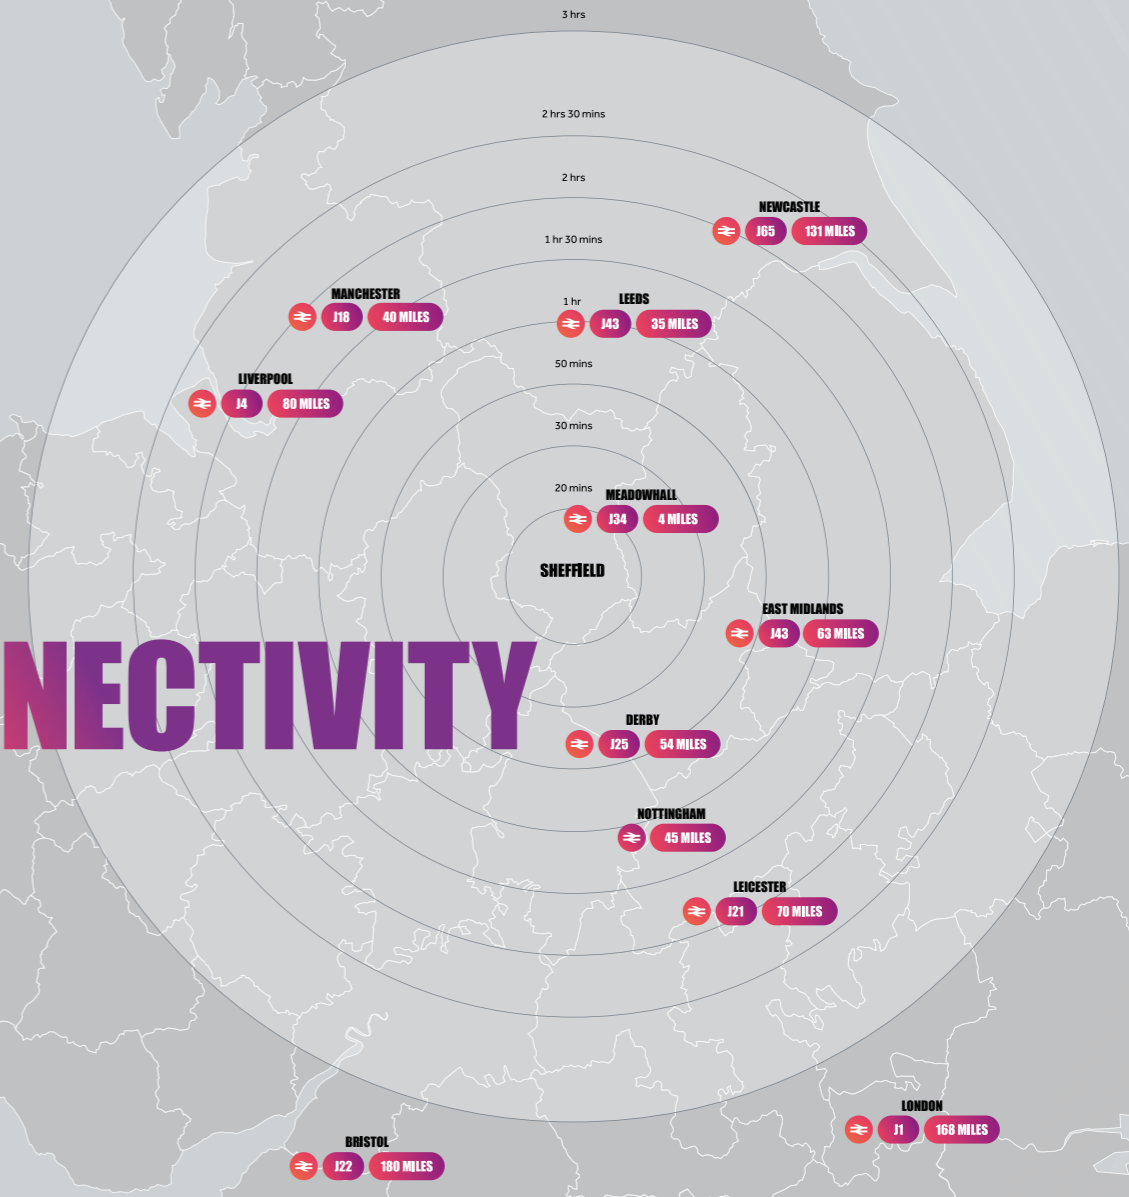 3 hrs
2 hrs 30 mins
2 hrs
NEWCASTLE
J65 131 MILES
1 hr 30 mins
MANCHESTER
J18 40 MILES
1 hr
LEEDS
J43 35 MILES
50 mins
LIVERPOOL
J4 80 MILES
30 mins
20 mins
MEADOWHALL
J34 4 MILES
SHEFFIELD
EAST MIDLANDS
J43 63 MILES
NECTIVITY
DERBY
J25 54 MILES
NOTTINGHAM
45 MILES
LEICESTER
J21 70 MILES
LONDON
J1 168 MILES
BRISTOL
J22 180 MILES